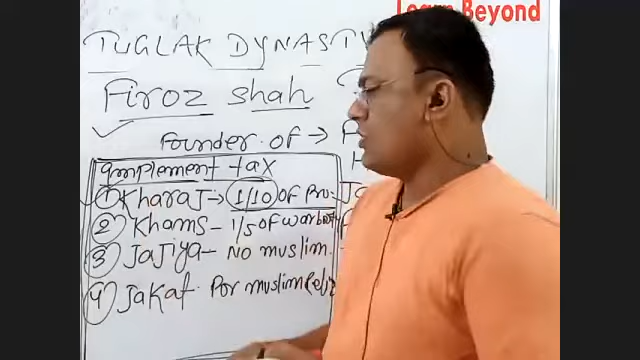 Learn Beyond
TUGLAK DYNASTY
Firoz shah
Founder of →
Implement tax
① Kharaj → 1/10 OF Pro-
② Khams - 1/5 OF war
③ Jajiya - NO muslim.
④ Jakat. For muslim